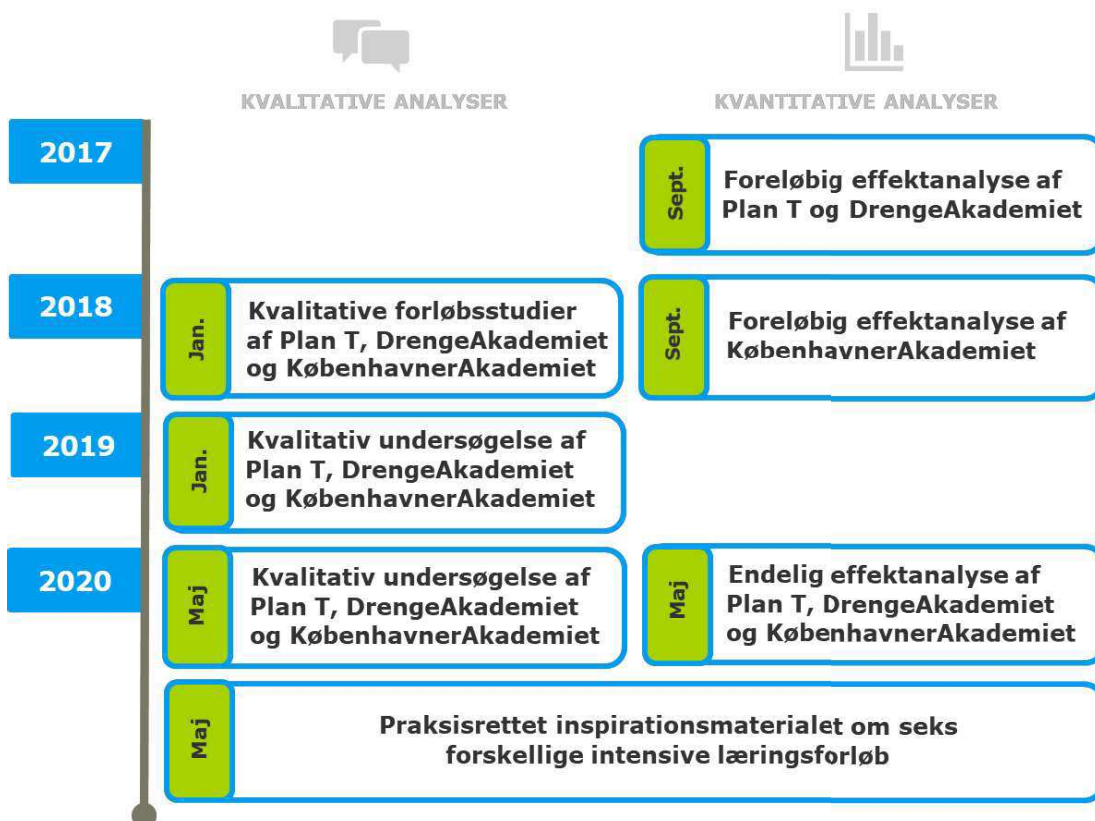 KVALITATIVE ANALYSER
KVANTITATIVE ANALYSER
2017
Sept.
Foreløbig effektanalyse af
Plan T og DrengeAkademiet
2018
Jan.
Kvalitative forløbsstudier
af Plan T, DrengeAkademiet
og KøbenhavnerAkademiet
Sept.
Foreløbig effektanalyse af
KøbenhavnerAkademiet
2019
Jan.
Kvalitativ undersøgelse af
Plan T, DrengeAkademiet
og KøbenhavnerAkademiet
2020
Maj
Kvalitativ undersøgelse af
Plan T, DrengeAkademiet
og KøbenhavnerAkademiet
Maj
Endelig effektanalyse af
Plan T, DrengeAkademiet
og KøbenhavnerAkademiet
Maj
Praksisrettet inspirationsmaterialet om seks
forskellige intensive læringsforløb